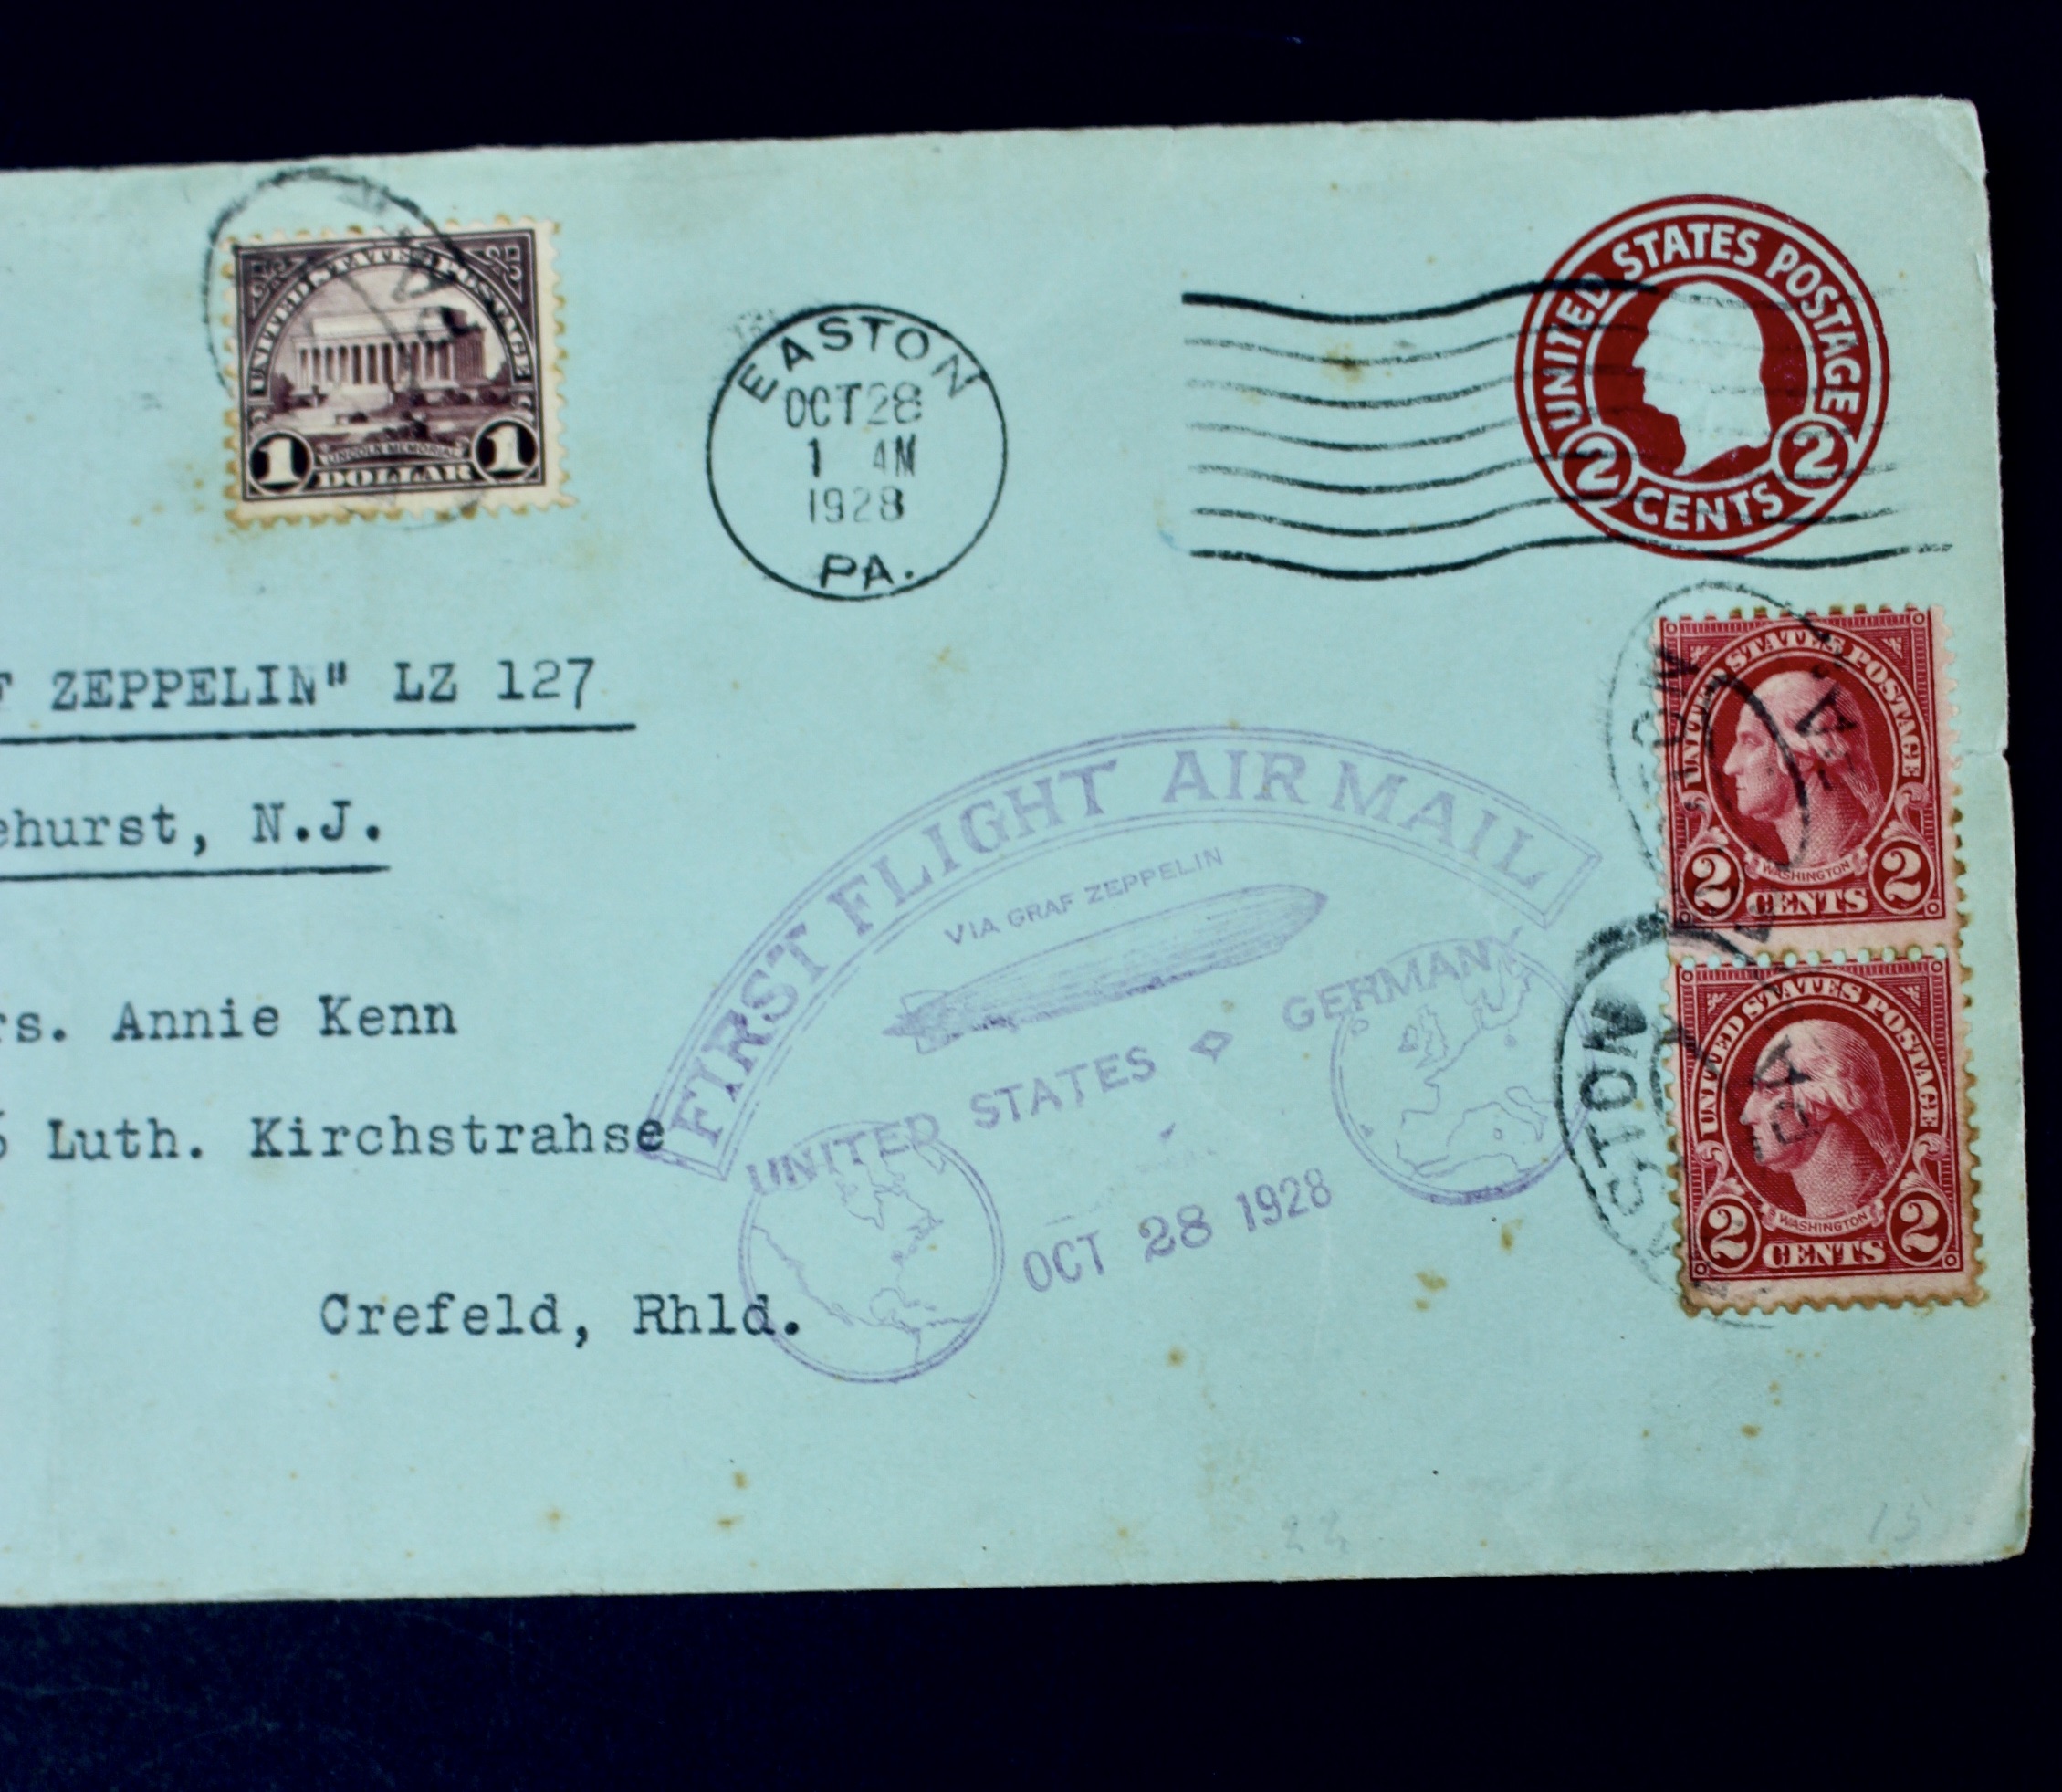 UNITED STATES POSTAGE
LINCOLN MEMORIAL
1 DOLLAR 1
EASTON
OCT 28
1 AM
1928
PA.
UNITED STATES POSTAGE
2 CENTS 2
F ZEPPELIN" LZ 127
ehurst, N.J.
rs. Annie Kenn
Luth. Kirchstrahse
Crefeld, Rhld.
FIRST FLIGHT AIR MAIL
VIA GRAF ZEPPELIN
UNITED STATES GERMANY
OCT 28 1928
UNITED STATES POSTAGE
WASHINGTON
2 CENTS 2
STON
PA.
UNITED STATES POSTAGE
WASHINGTON
2 CENTS 2
15